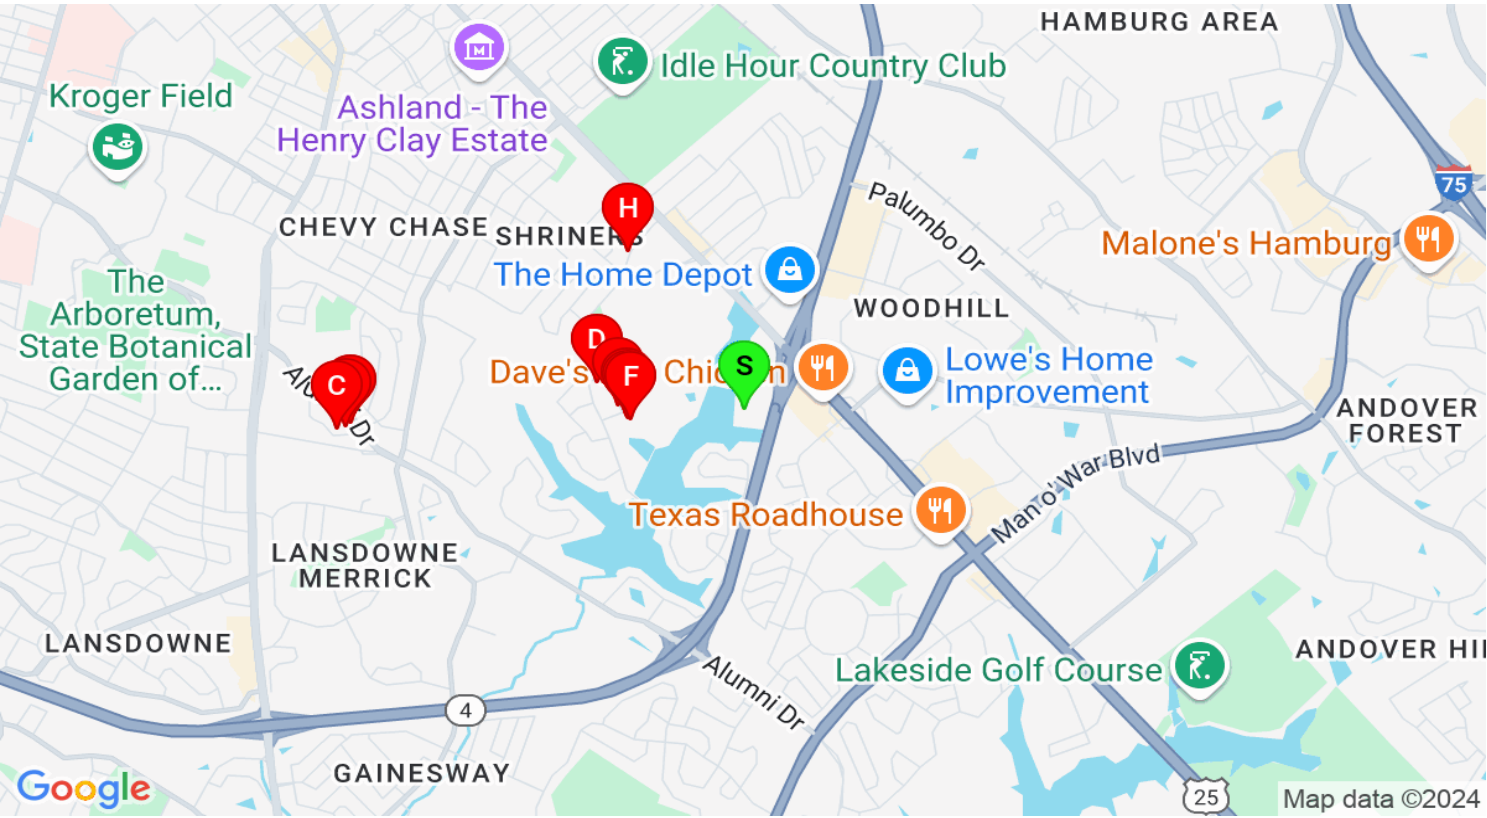 HAMBURG AREA
Idle Hour Country Club
Kroger Field
Ashland - The
Henry Clay Estate
75
Palumbo Dr
H
CHEVY CHASE
SHRINERS
Malone's Hamburg
The Home Depot
The
Arboretum,
State Botanical
Garden of...
WOODHILL
D
S
Dave's
Lowe's Home
Improvement
F
C
Dr
ANDOVER
FOREST
Man o' War Blvd
Texas Roadhouse
LANSDOWNE
MERRICK
LANSDOWNE
ANDOVER HI
Lakeside Golf Course
Alumni Dr
4
GAINESWAY
Google
25
Map data ©2024